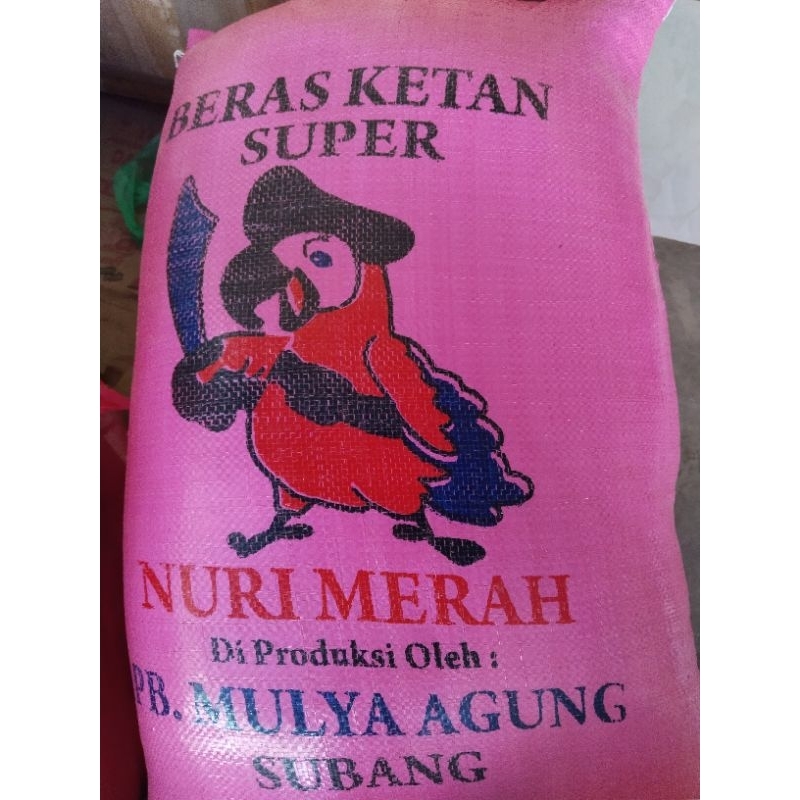 BERAS KETAN
SUPER
NURI MERAH
Di Produksi Oleh :
PB. MULYA AGUNG
SUBANG